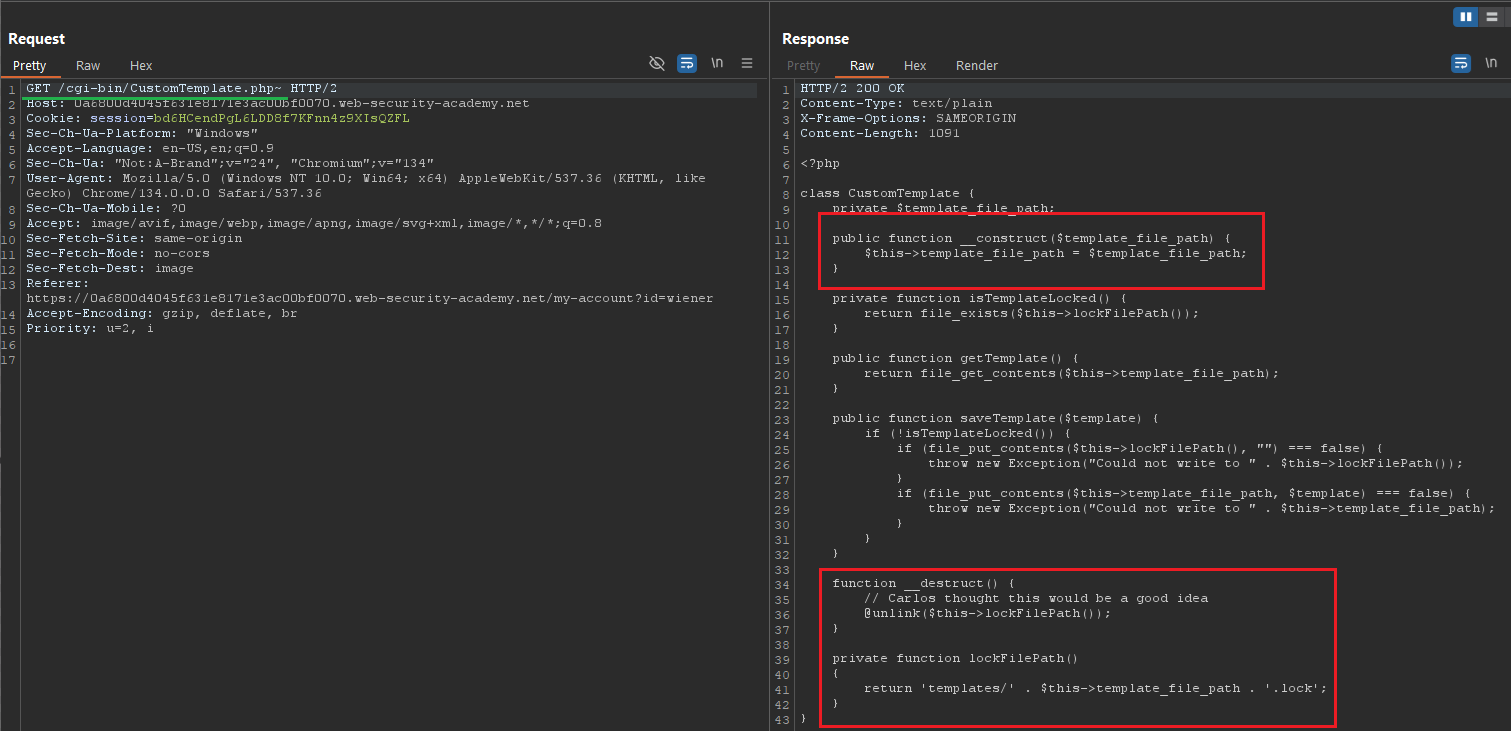 Request
Pretty Raw Hex
\n
1 GET /cgi-bin/CustomTemplate.php~ HTTP/2
2 Host: 0a6800d4045f631e8171e3ac00bf0070.web-security-academy.net
3 Cookie: session=bd6HCendPgL6LDD8f7KFnn4z9XIsQZFL
4 Sec-Ch-Ua-Platform: "Windows"
5 Accept-Language: en-US,en;q=0.9
6 Sec-Ch-Ua: "Not:A-Brand";v="24", "Chromium";v="134"
7 User-Agent: Mozilla/5.0 (Windows NT 10.0; Win64; x64) AppleWebKit/537.36 (KHTML, like
Gecko) Chrome/134.0.0.0 Safari/537.36
8 Sec-Ch-Ua-Mobile: ?0
9 Accept: image/avif,image/webp,image/apng,image/svg+xml,image/*,*/*;q=0.8
10 Sec-Fetch-Site: same-origin
11 Sec-Fetch-Mode: no-cors
12 Sec-Fetch-Dest: image
13 Referer:
https://0a6800d4045f631e8171e3ac00bf0070.web-security-academy.net/my-account?id=wiener
14 Accept-Encoding: gzip, deflate, br
15 Priority: u=2, i
16
17
Response
Pretty Raw Hex Render
\n
1 HTTP/2 200 OK
2 Content-Type: text/plain
3 X-Frame-Options: SAMEORIGIN
4 Content-Length: 1091
5
6 <?php
7
8 class CustomTemplate {
9 private $template_file_path;
10
11 public function __construct($template_file_path) {
12 $this->template_file_path = $template_file_path;
13 }
14
15 private function isTemplateLocked() {
16 return file_exists($this->lockFilePath());
17 }
18
19 public function getTemplate() {
20 return file_get_contents($this->template_file_path);
21 }
22
23 public function saveTemplate($template) {
24 if (!isTemplateLocked()) {
25 if (file_put_contents($this->lockFilePath(), "") === false) {
26 throw new Exception("Could not write to " . $this->lockFilePath());
27 }
28 if (file_put_contents($this->template_file_path, $template) === false) {
29 throw new Exception("Could not write to " . $this->template_file_path);
30 }
31 }
32 }
33
34 function __destruct() {
35 // Carlos thought this would be a good idea
36 @unlink($this->lockFilePath());
37 }
38
39 private function lockFilePath()
40 {
41 return 'templates/' . $this->template_file_path . '.lock';
42 }
43 }